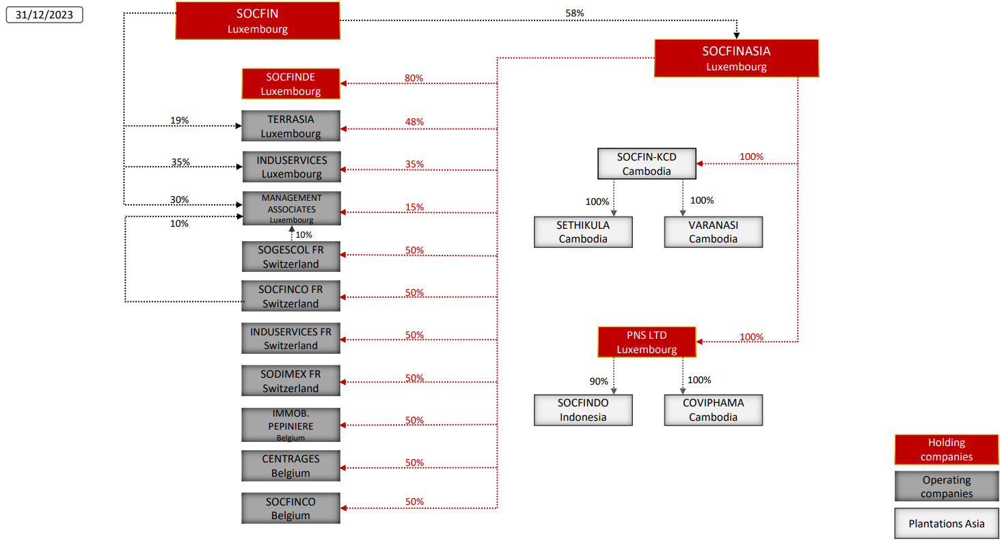 31/12/2023
SOCFIN
Luxembourg
58%
SOCFINASIA
Luxembourg
SOCFINDE
Luxembourg
80%
19%
TERRASIA
Luxembourg
48%
35%
INDUSERVICES
Luxembourg
35%
30%
10%
MANAGEMENT
ASSOCIATES
Luxembourg
15%
10%
SOGESCOL FR
Switzerland
50%
SOCFINCO FR
Switzerland
50%
INDUSERVICES FR
Switzerland
50%
SODIMEX FR
Switzerland
50%
IMMOB.
PEPINIERE
Belgium
50%
CENTRAGES
Belgium
50%
SOCFINCO
Belgium
50%
SOCFIN-KCD
Cambodia
100%
100%
100%
SETHIKULA
Cambodia
VARANASI
Cambodia
PNS LTD
Luxembourg
100%
90%
100%
SOCFINDO
Indonesia
COVIPHAMA
Cambodia
Holding
companies
Operating
companies
Plantations Asia